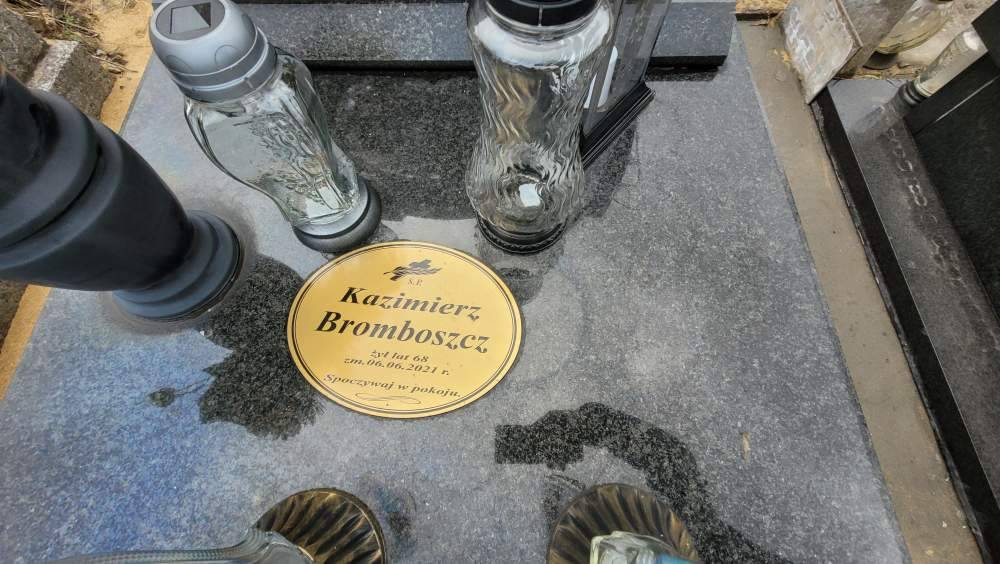 Ś.P.
Kazimierz
Bromboszcz
żył lat 68
zm.06.06.2021 r.
Spoczywaj w pokoju.